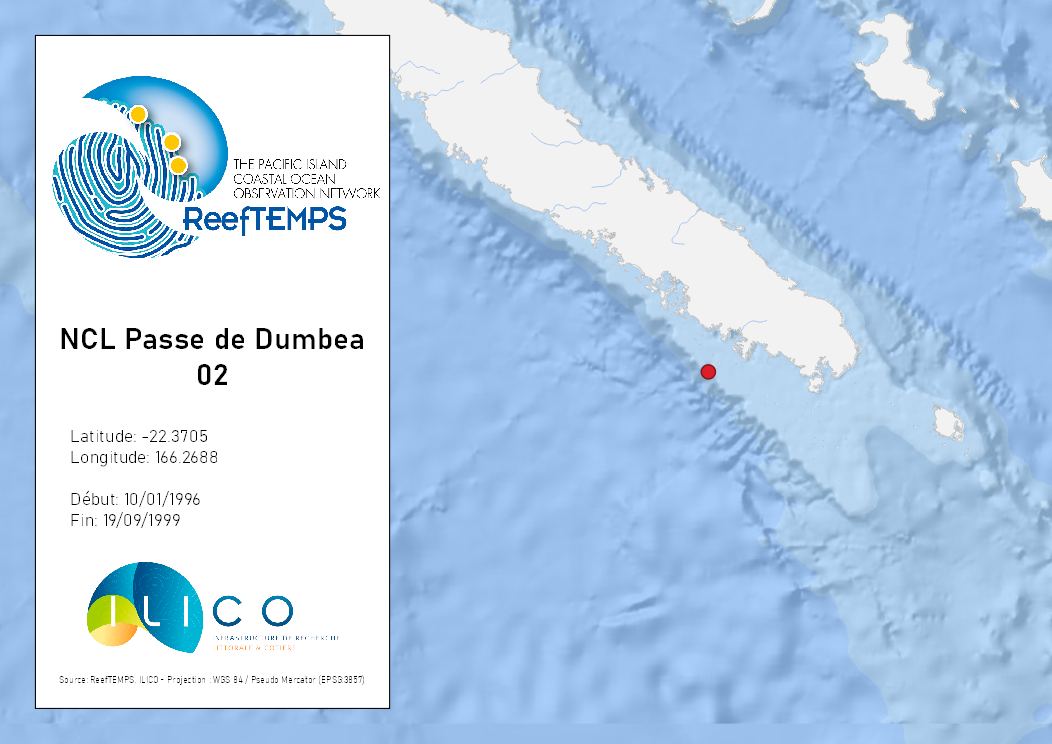 THE PACIFIC ISLAND
COASTAL OCEAN
OBSERVATION NETWORK
ReefTEMPS
NCL Passe de Dumbea
02
Latitude: -22.3705
Longitude: 166.2688
Début: 10/01/1996
Fin: 19/09/1999
ILICO
INFRASTRUCTURE DE RECHERCHE
LITTORALE & COTIERE
Source: ReefTEMPS, ILICO - Projection : WGS 84 / Pseudo Mercator (EPSG:3857)